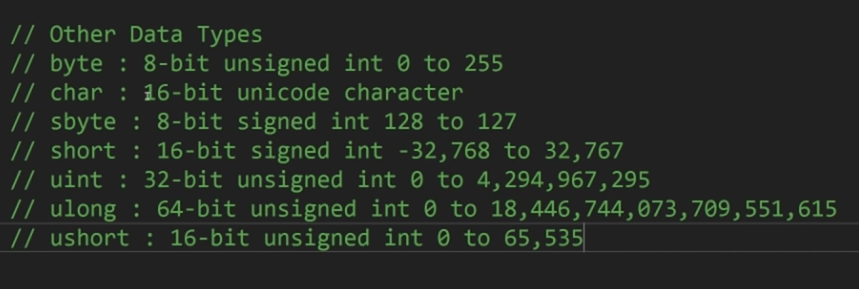 // Other Data Types
// byte : 8-bit unsigned int 0 to 255
// char : 16-bit unicode character
// sbyte : 8-bit signed int 128 to 127
// short : 16-bit signed int -32,768 to 32,767
// uint : 32-bit unsigned int 0 to 4,294,967,295
// ulong : 64-bit unsigned int 0 to 18,446,744,073,709,551,615
// ushort : 16-bit unsigned int 0 to 65,535